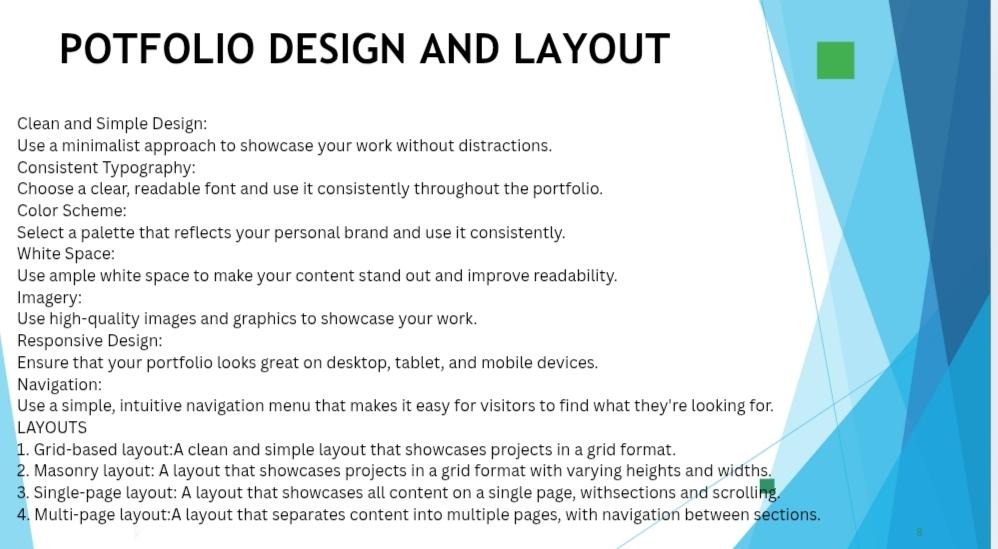 POTFOLIO DESIGN AND LAYOUT
Clean and Simple Design:
Use a minimalist approach to showcase your work without distractions.
Consistent Typography:
Choose a clear, readable font and use it consistently throughout the portfolio.
Color Scheme:
Select a palette that reflects your personal brand and use it consistently.
White Space:
Use ample white space to make your content stand out and improve readability.
Imagery:
Use high-quality images and graphics to showcase your work.
Responsive Design:
Ensure that your portfolio looks great on desktop, tablet, and mobile devices.
Navigation:
Use a simple, intuitive navigation menu that makes it easy for visitors to find what they're looking for.
LAYOUTS
1. Grid-based layout:A clean and simple layout that showcases projects in a grid format.
2. Masonry layout: A layout that showcases projects in a grid format with varying heights and widths.
3. Single-page layout: A layout that showcases all content on a single page, withsections and scrolling.
4. Multi-page layout:A layout that separates content into multiple pages, with navigation between sections.
8